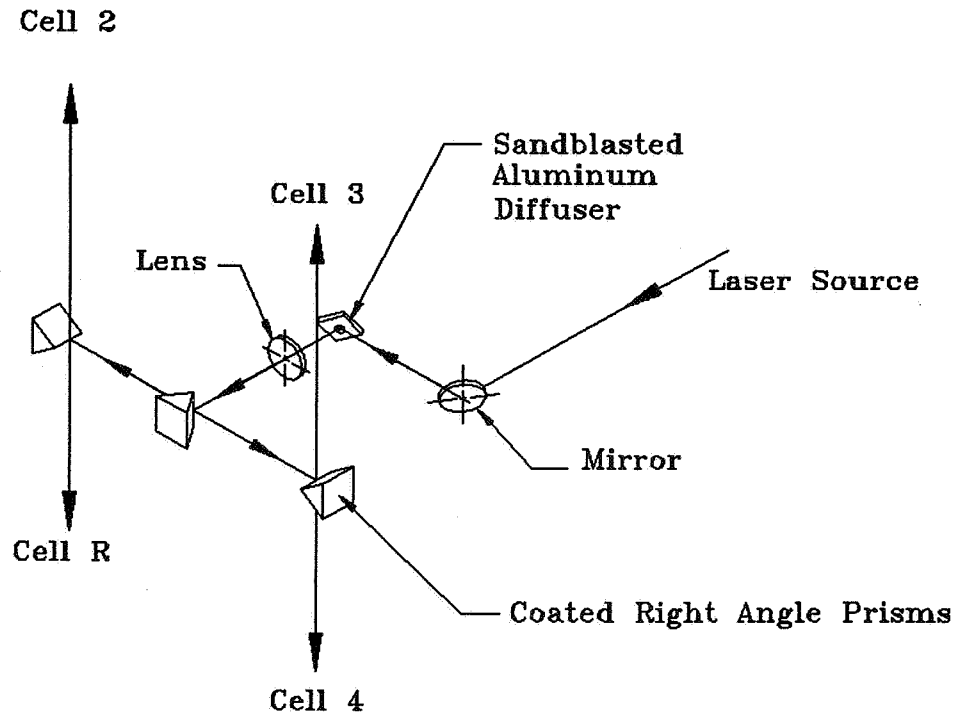 Cell 2
Sandblasted
Aluminum
Diffuser
Cell 3
Lens
Laser Source
Mirror
Cell R
Coated Right Angle Prisms
Cell 4